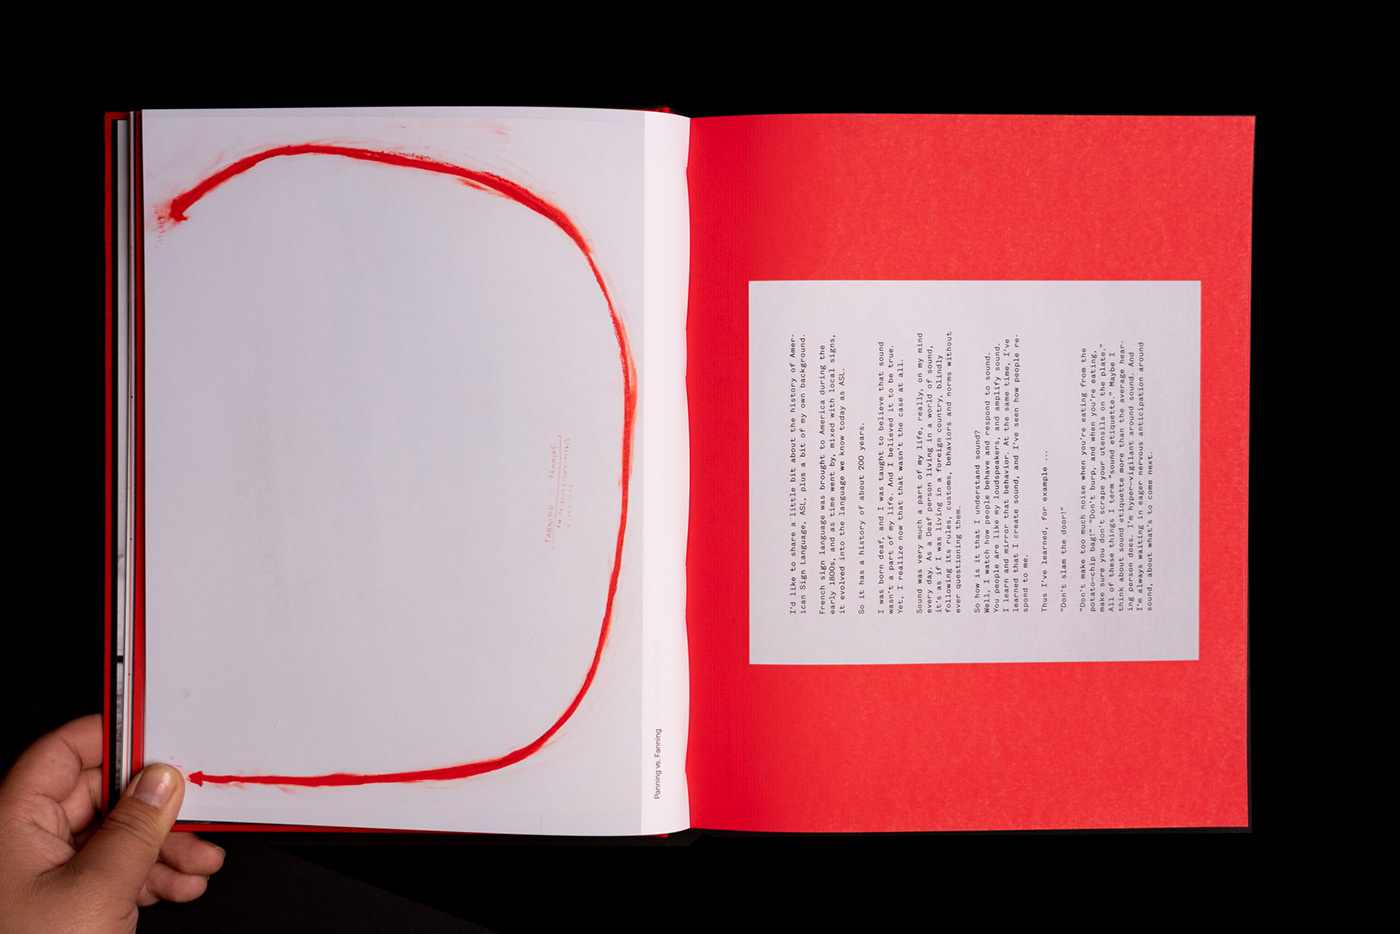 PANNING vs. FANNING
Panning vs. Fanning
I'd like to share a little bit about the history of Amer-
ican Sign Language, ASL, plus a bit of my own background.
French sign language was brought to America during the
early 1800s, and as time went by, mixed with local signs,
it evolved into the language we know today as ASL.
So it has a history of about 200 years.
I was born deaf, and I was taught to believe that sound
wasn't a part of my life. And I believed it to be true.
Yet, I realize now that that wasn't the case at all.
Sound was very much a part of my life, really, on my mind
every day. As a Deaf person living in a world of sound,
it's as if I was living in a foreign country, blindly
following its rules, customs, behaviors and norms without
ever questioning them.
So how is it that I understand sound?
Well, I watch how people behave and respond to sound.
You people are like my loudspeakers, and amplify sound.
I learn and mirror that behavior. At the same time, I've
learned that I create sound, and I've seen how people re-
spond to me.
Thus I've learned, for example ...
"Don't slam the door!"
"Don't make too much noise when you're eating from the
potato-chip bag!" "Don't burp, and when you're eating,
make sure you don't scrape your utensils on the plate."
All of these things I term "sound etiquette." Maybe I
think about sound etiquette more than the average hear-
ing person does. I'm hyper-vigilant around sound. And
I'm always waiting in eager nervous anticipation around
sound, about what's to come next.